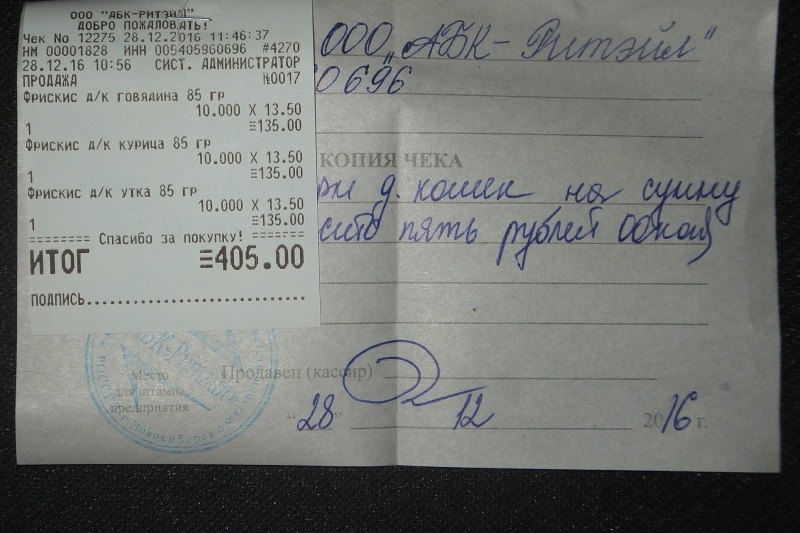 ООО "АБК-РИТЭЙЛ"
ДОБРО ПОЖАЛОВАТЬ!
Чек No 12275 28.12.2016 11:46:37
НМ 00001828 ИНН 005405960696 #4270
28.12.16 10:56 СИСТ. АДМИНИСТРАТОР
ПРОДАЖА №0017
Фрискис д/к говядина 85 гр
10.000 X 13.50
1 ≡135.00
Фрискис д/к курица 85 гр
10.000 X 13.50
1 ≡135.00
Фрискис д/к утка 85 гр
10.000 X 13.50
1 ≡135.00
======== Спасибо за покупку! =======
ИТОГ ≡405.00
ПОДПИСЬ..............................
ООО "АБК-Ритэйл"
0696
КОПИЯ ЧЕКА
д. кошек на сумму
пять рублей 00коп
Продавец (кассир)
Место
для штампа
предприятия
"28" 12 2016 г.
АБК-Ритэйл
Новосибирск